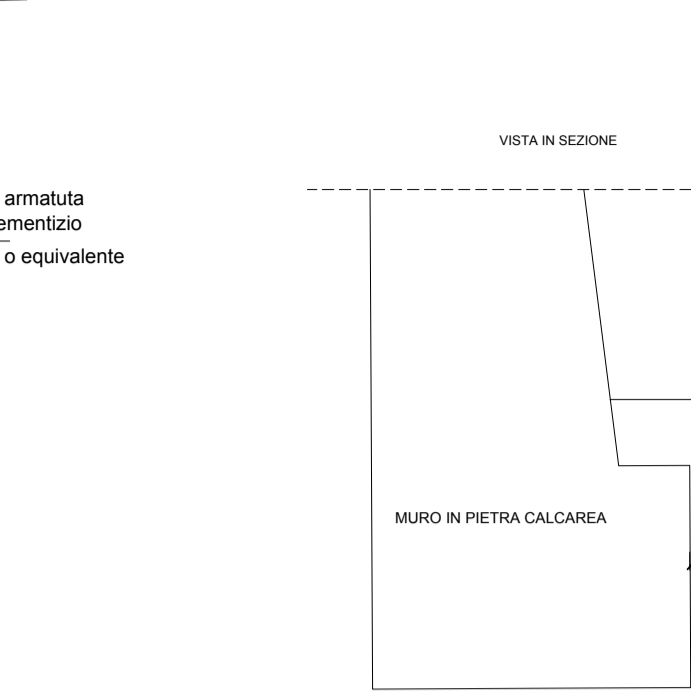 VISTA IN SEZIONE
armatuta
ementizio
o equivalente
MURO IN PIETRA CALCAREA